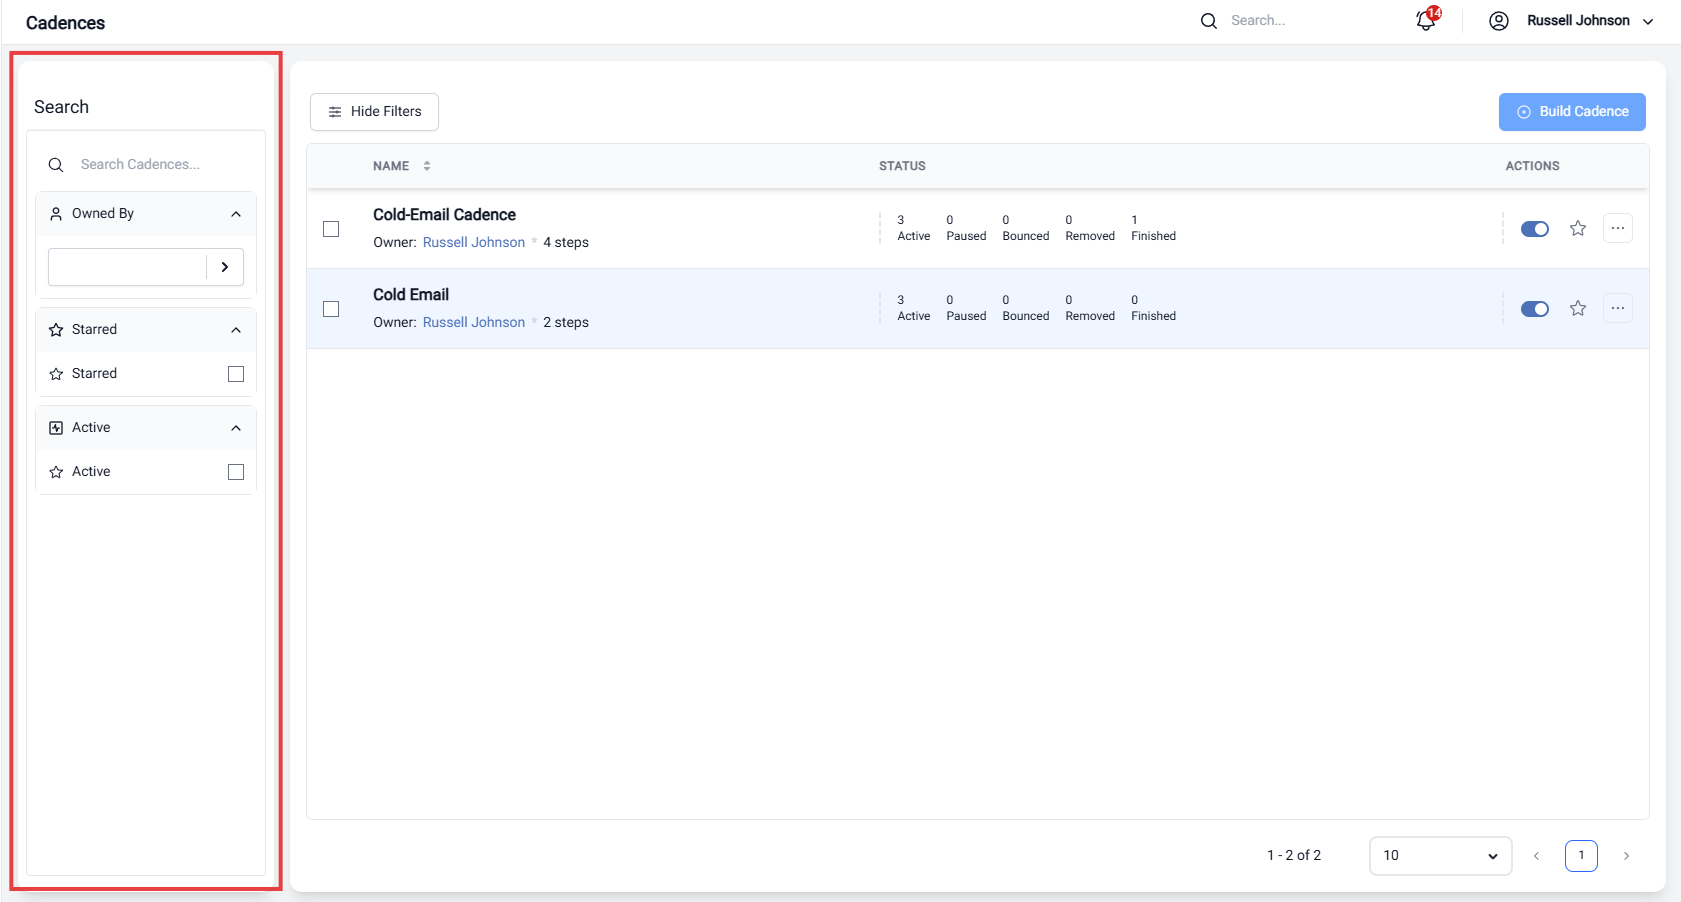 Cadences
Search...
14
Russell Johnson
Search
Search Cadences...
Owned By
Starred
Starred
Active
Active
Hide Filters
Build Cadence
NAME STATUS ACTIONS
Cold-Email Cadence
Owner: Russell Johnson * 4 steps
3 0 0 0 1
Active Paused Bounced Removed Finished
Cold Email
Owner: Russell Johnson * 2 steps
3 0 0 0 0
Active Paused Bounced Removed Finished
1 - 2 of 2 10 1